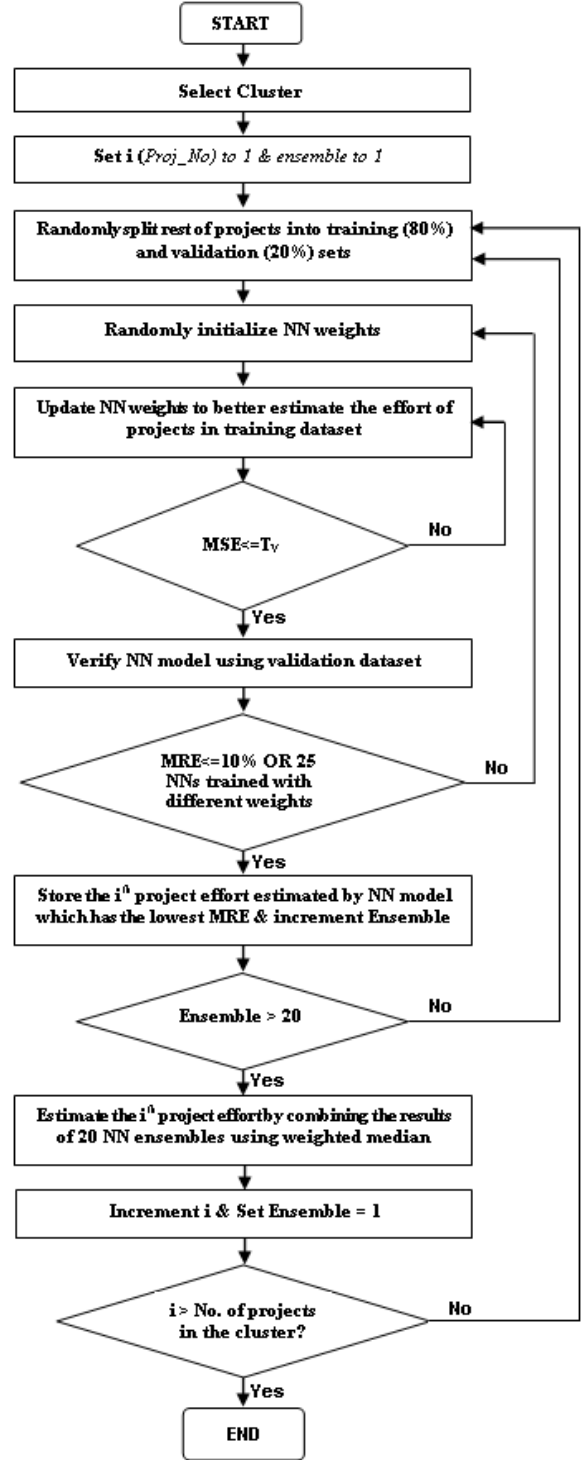 START
Select Cluster
Set i (Proj_No) to 1 & ensemble to 1
Randomly split rest of projects into training (80%)
and validation (20%) sets
Randomly initialize NN weights
Update NN weights to better estimate the effort of
projects in training dataset
No
MSE<=Tv
Yes
Verify NN model using validation dataset
MRE<=10% OR 25
NNs trained with
different weights
No
Yes
Store the ith project effort estimated by NN model
which has the lowest MRE & increment Ensemble
No
Ensemble > 20
Yes
Estimate the ith project effort by combining the results
of 20 NN ensembles using weighted median
Increment i & Set Ensemble = 1
i > No. of projects
in the cluster?
No
Yes
END